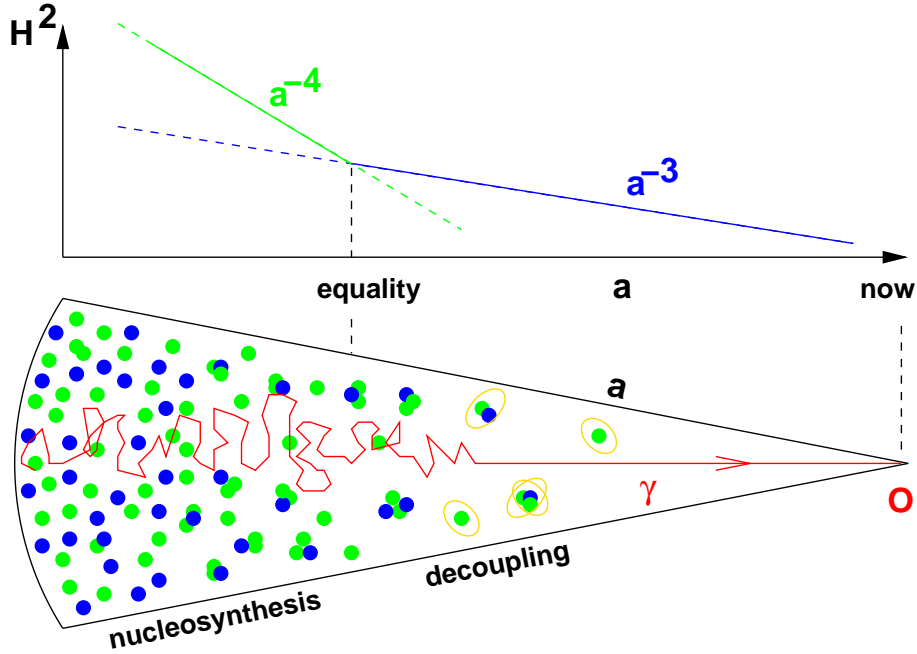 H²
a⁻⁴
a⁻³
equality
a
now
a
γ
O
decoupling
nucleosynthesis